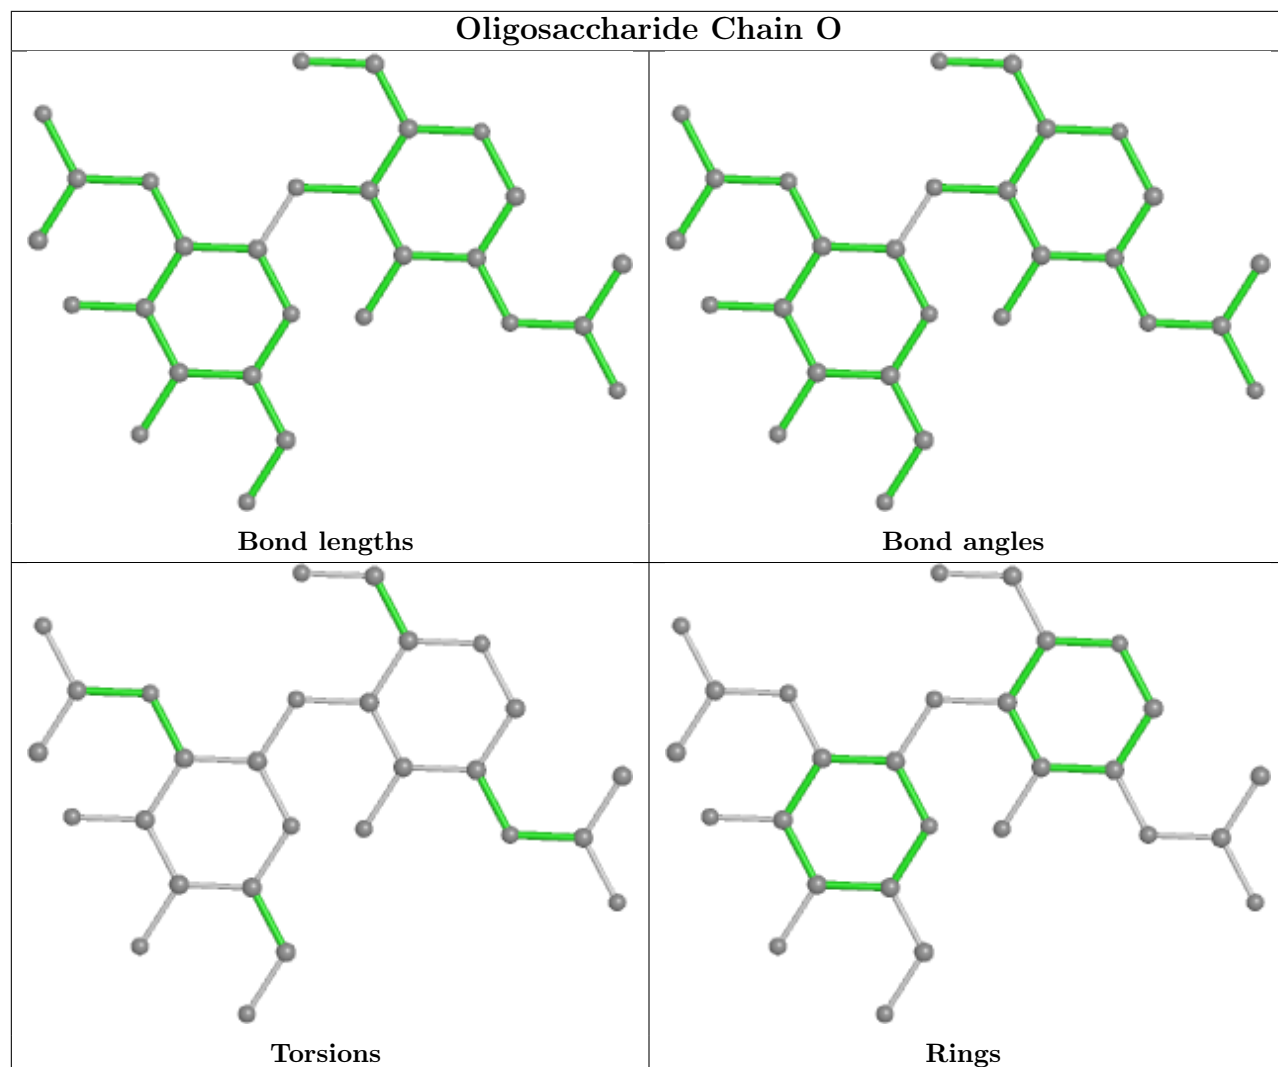 Oligosaccharide Chain O
Bond lengths
Bond angles
Torsions
Rings